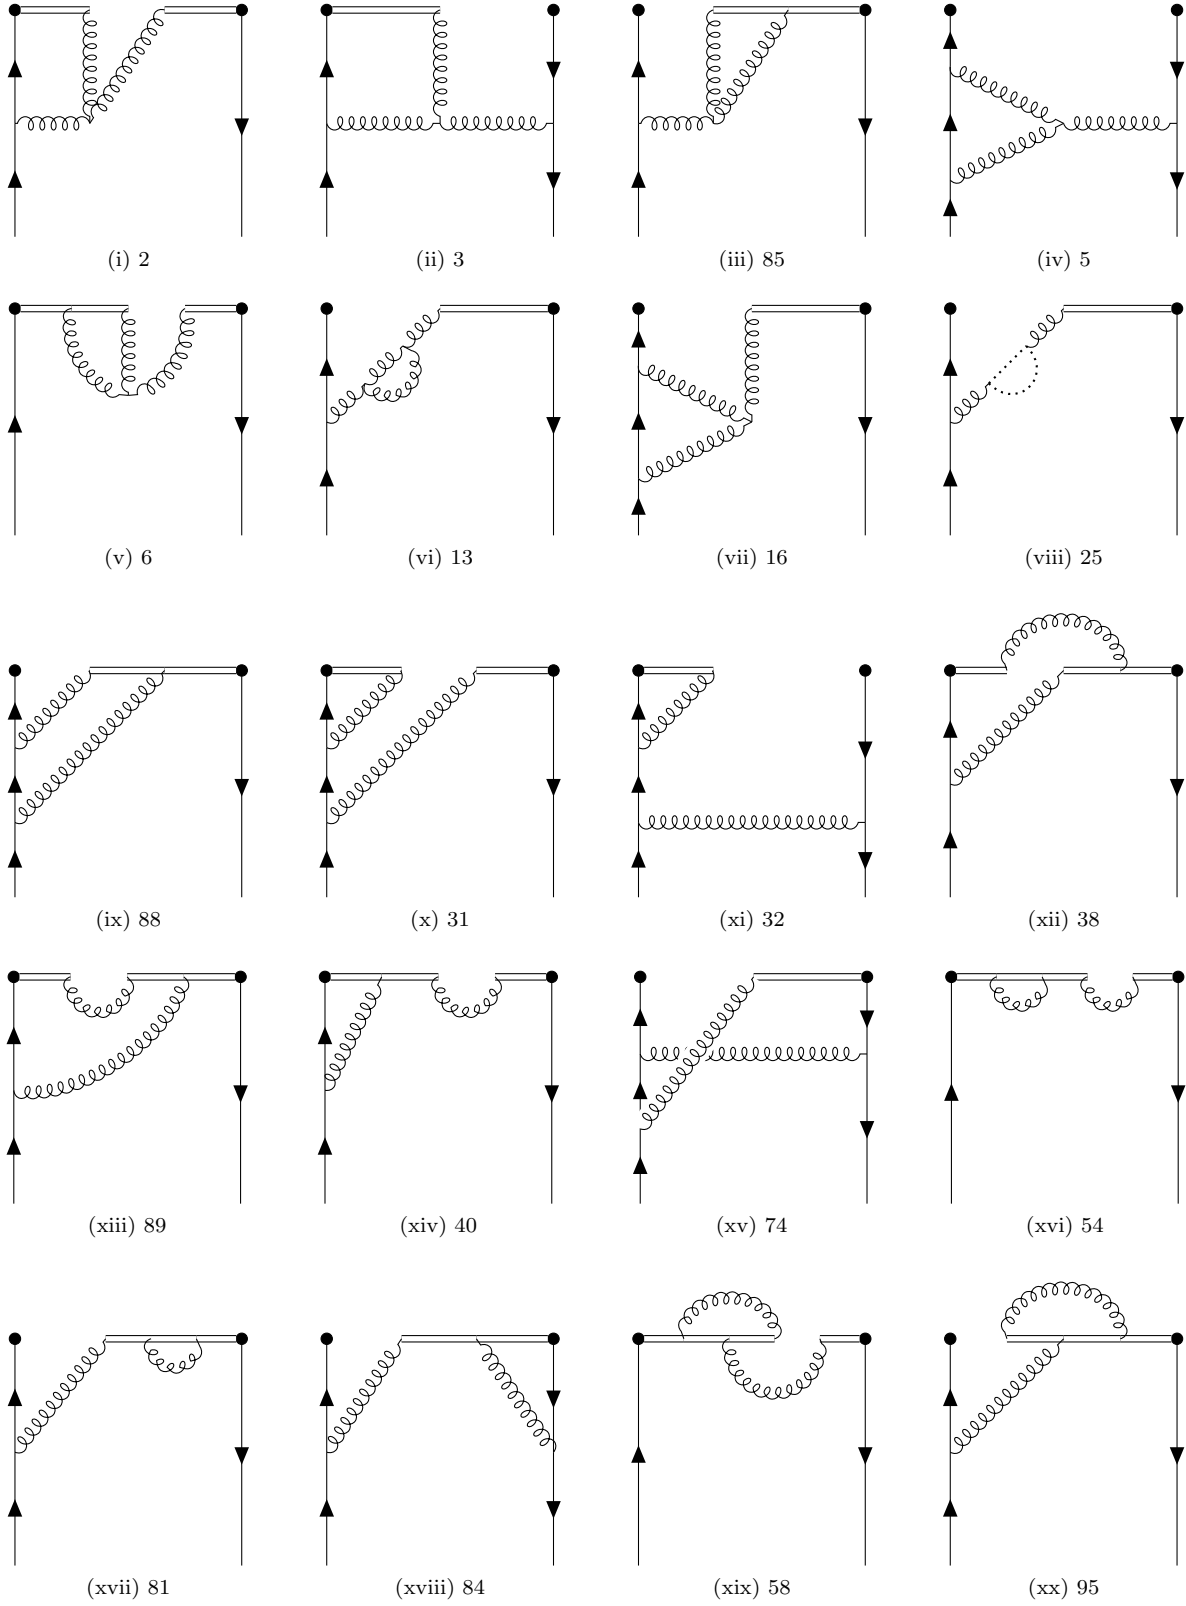 (i) 2 (ii) 3 (iii) 85 (iv) 5
(v) 6 (vi) 13 (vii) 16 (viii) 25
(ix) 88 (x) 31 (xi) 32 (xii) 38
(xiii) 89 (xiv) 40 (xv) 74 (xvi) 54
(xvii) 81 (xviii) 84 (xix) 58 (xx) 95